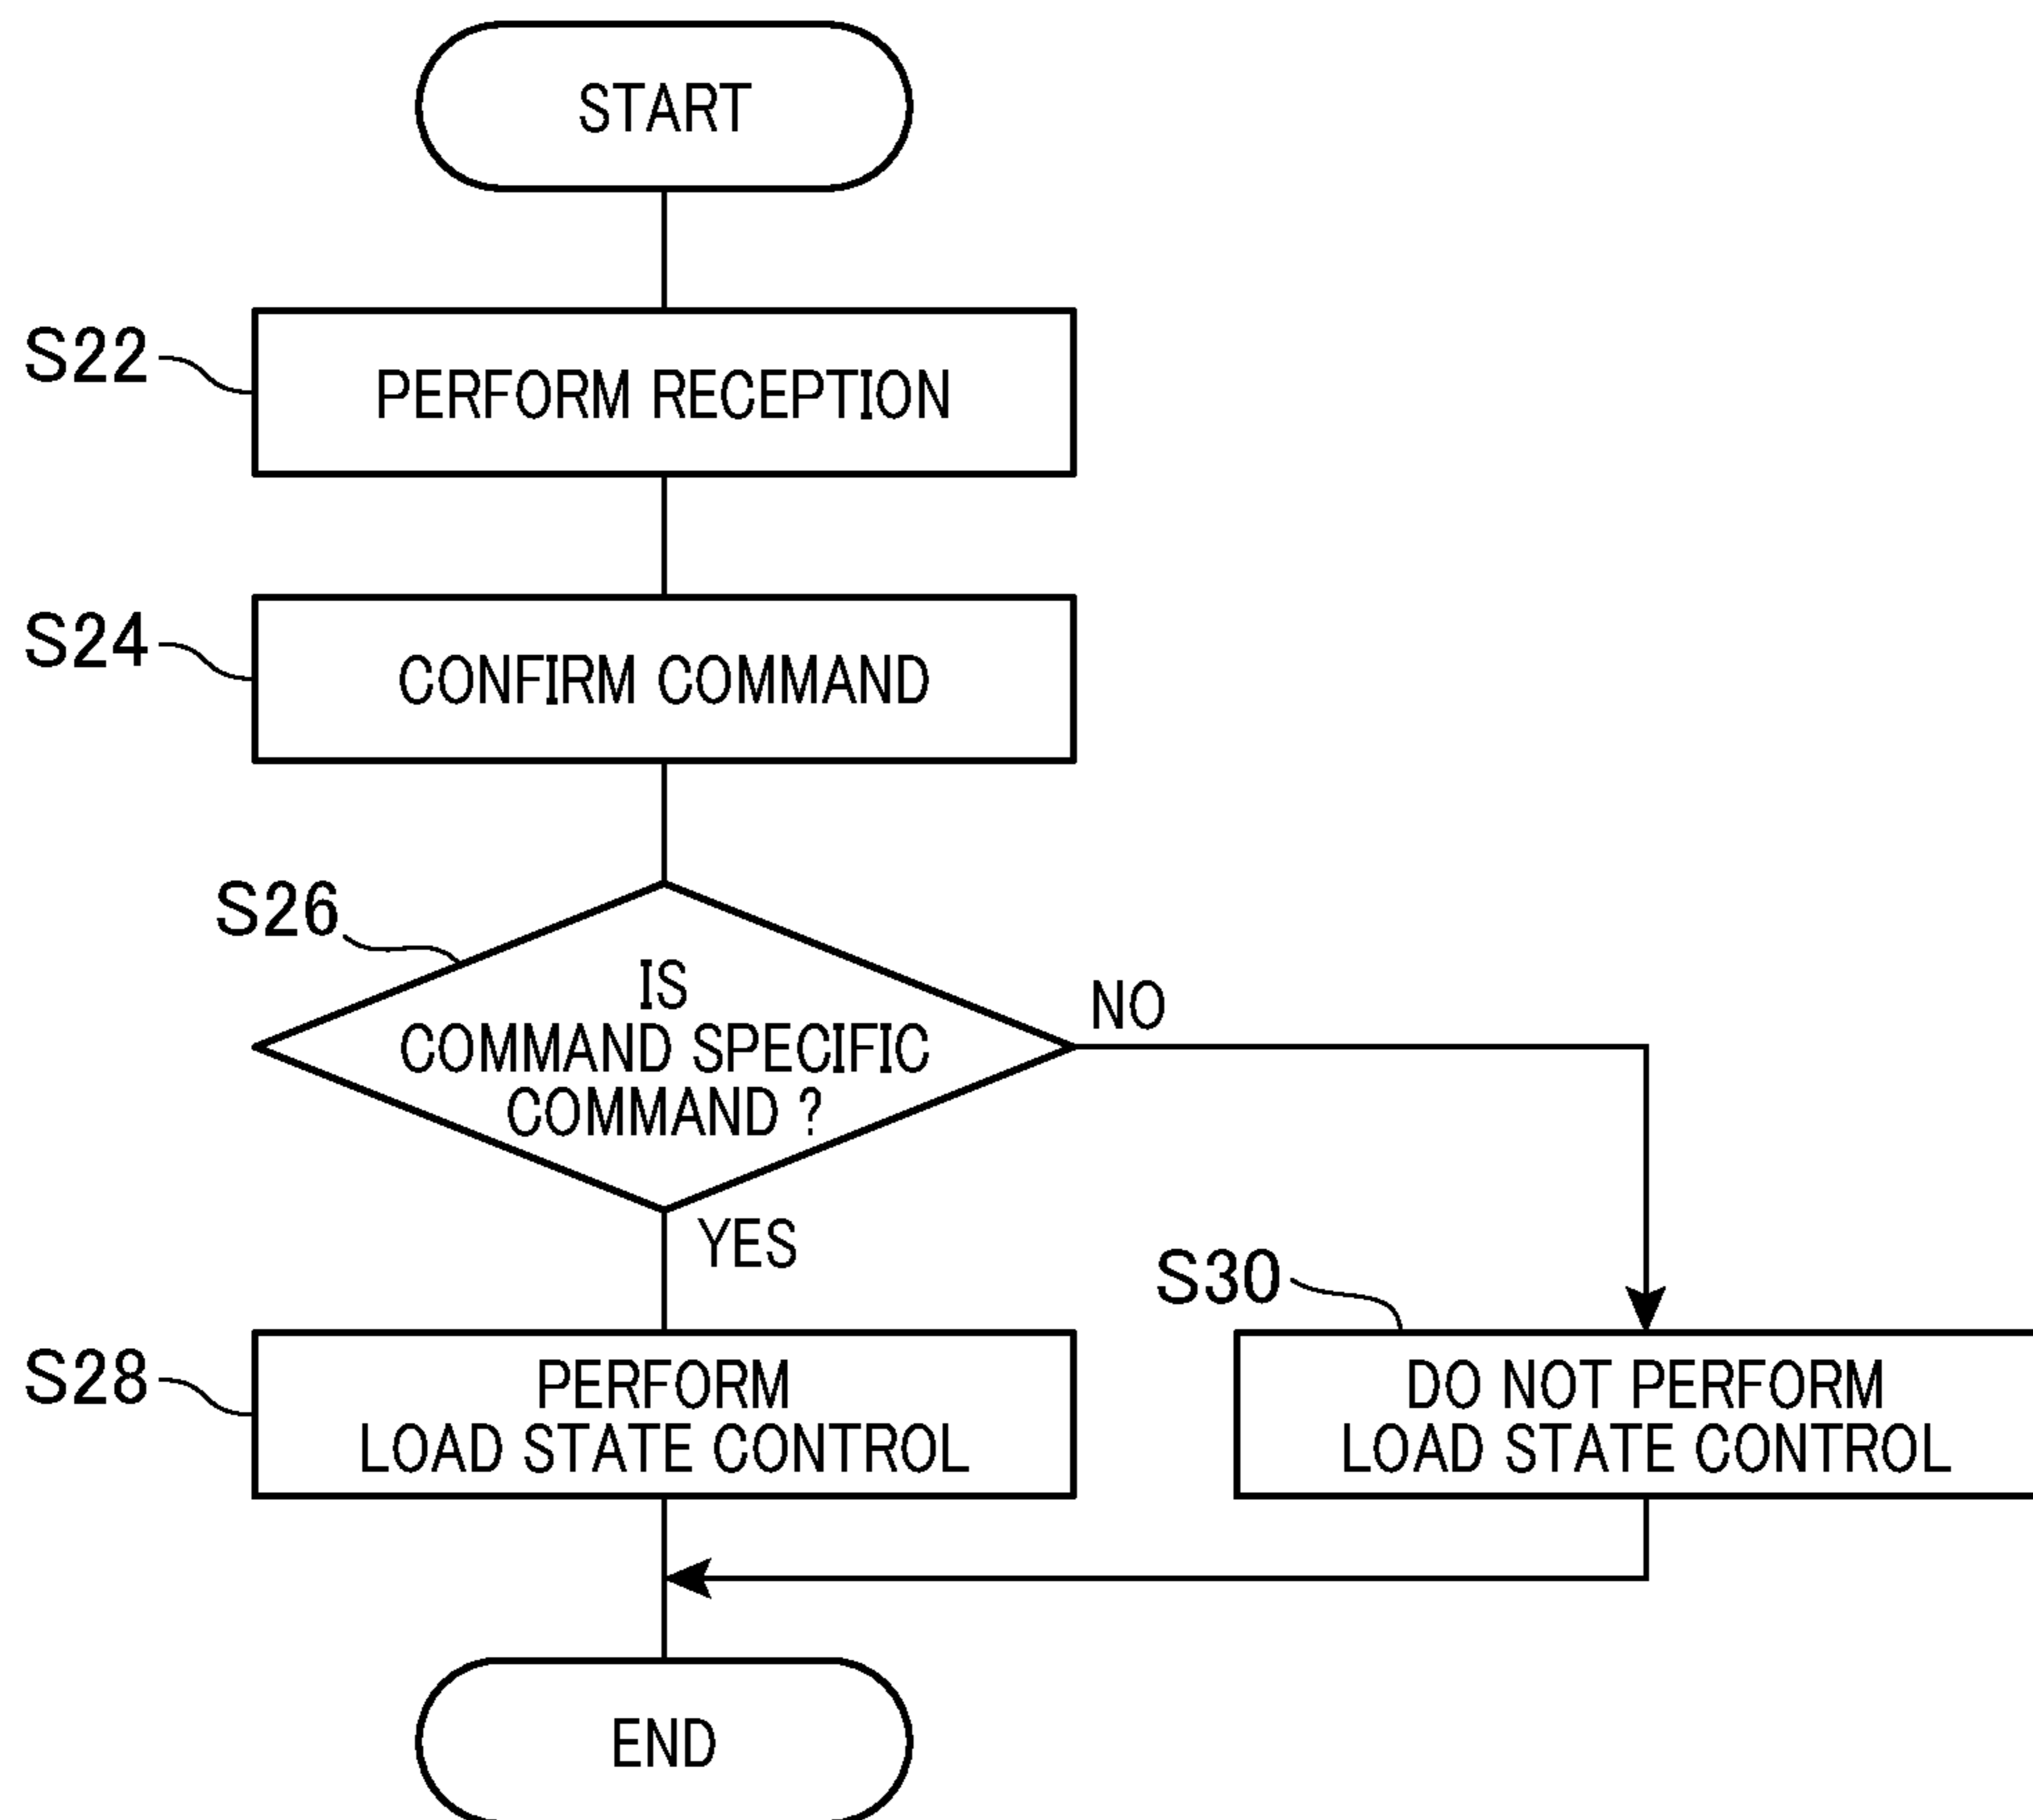 START
S22
PERFORM RECEPTION
S24
CONFIRM COMMAND
S26
IS
COMMAND SPECIFIC
COMMAND ?
NO
YES
S28
PERFORM
LOAD STATE CONTROL
S30
DO NOT PERFORM
LOAD STATE CONTROL
END